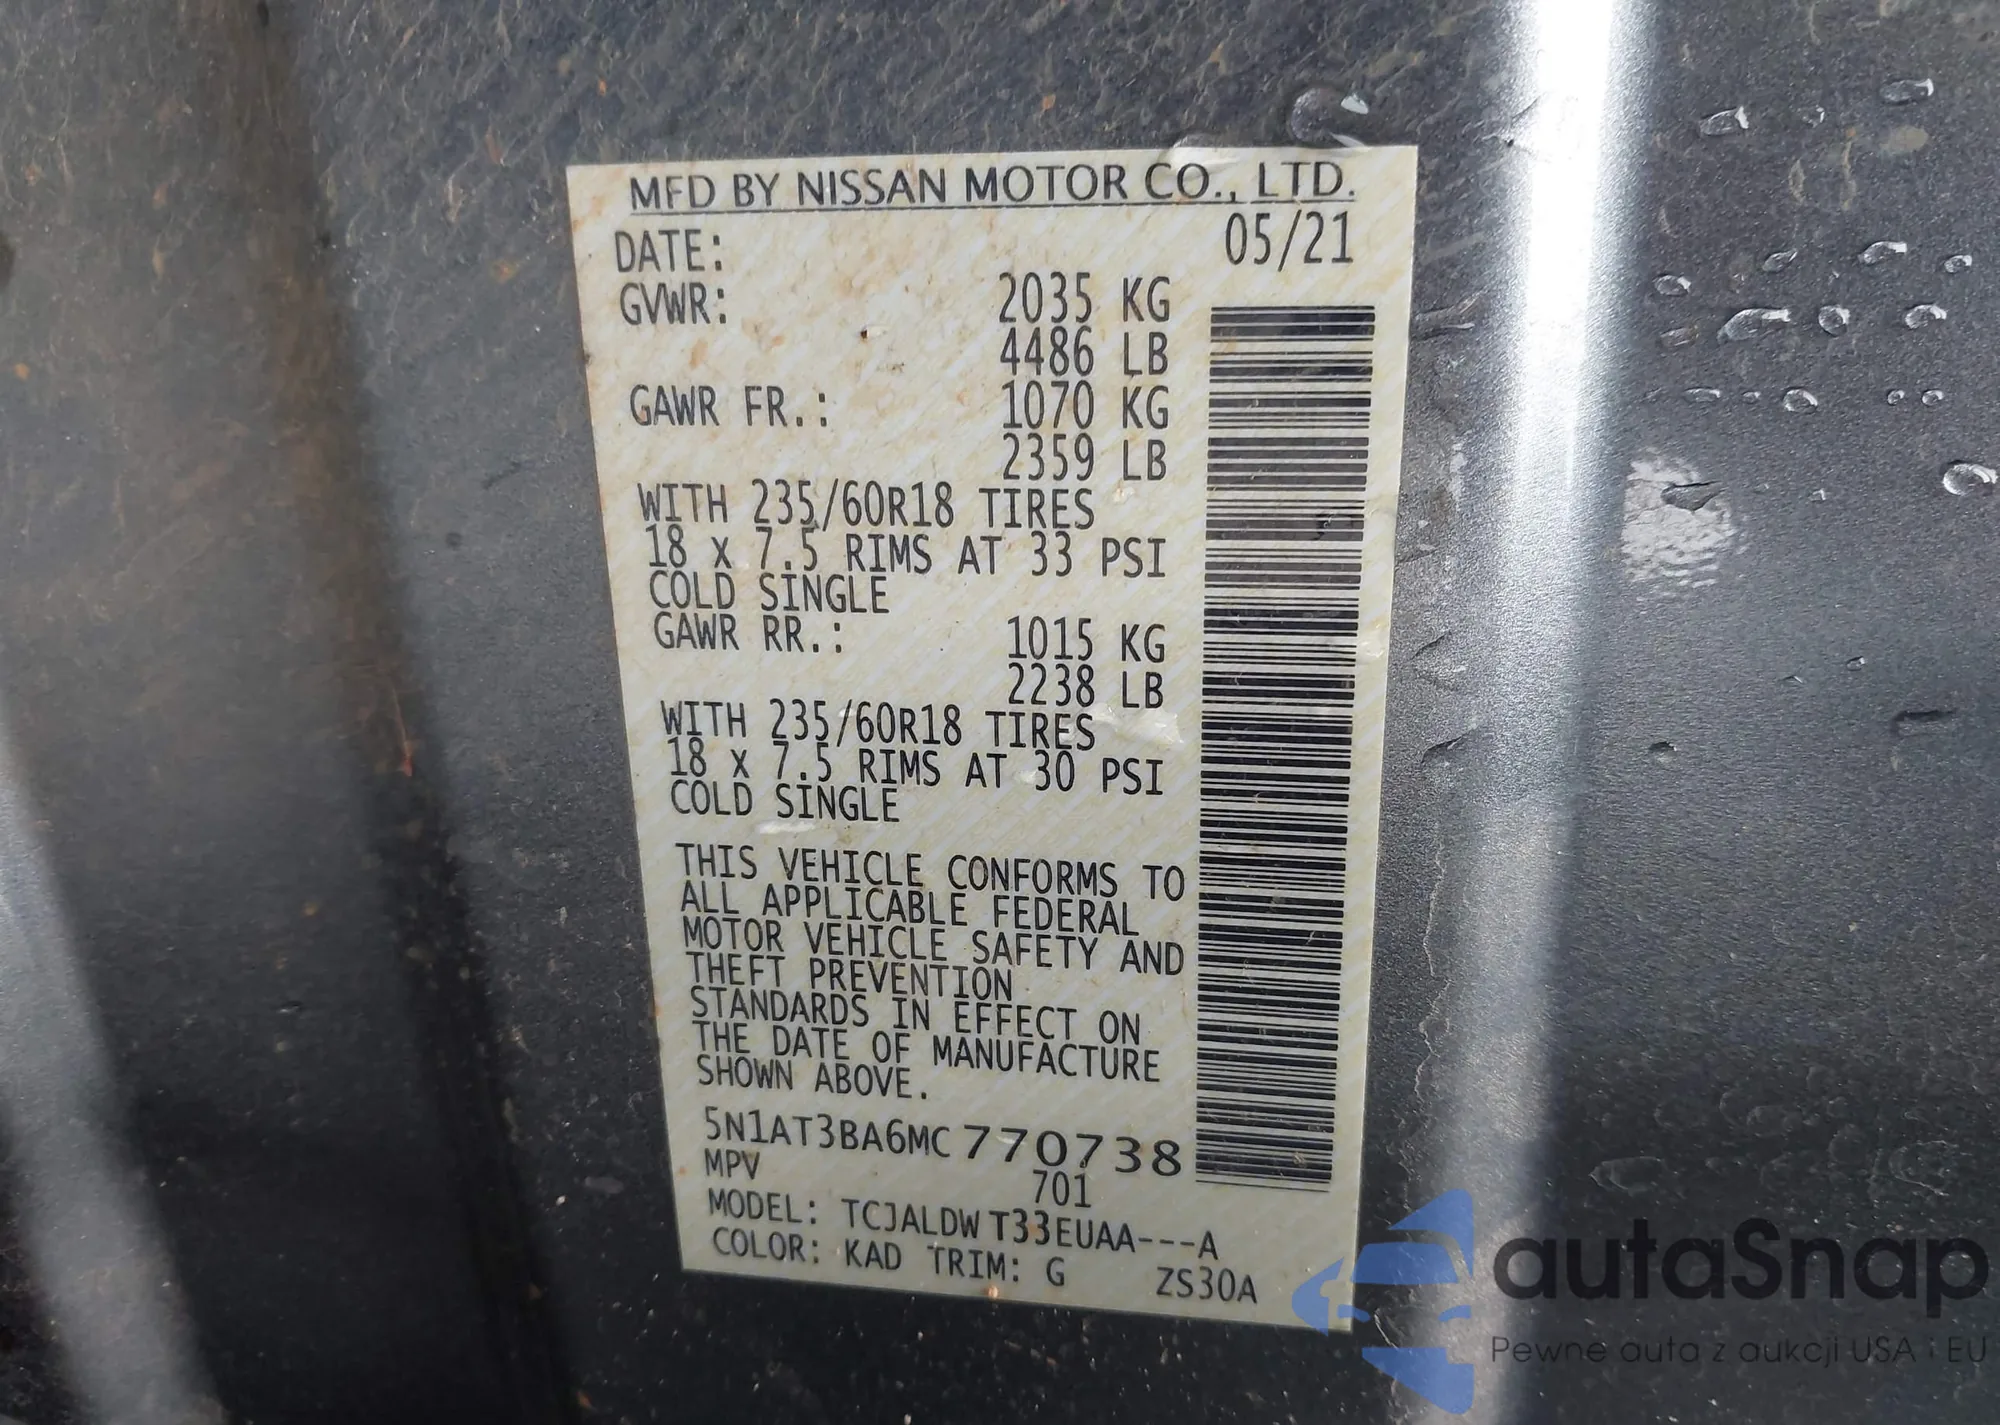 MFD BY NISSAN MOTOR CO., LTD.
DATE: 05/21
GVWR: 2035 KG
4486 LB
GAWR FR.: 1070 KG
2359 LB
WITH 235/60R18 TIRES
18 X 7.5 RIMS AT 33 PSI
COLD SINGLE
GAWR RR.: 1015 KG
2238 LB
WITH 235/60R18 TIRES
18 X 7.5 RIMS AT 30 PSI
COLD SINGLE
THIS VEHICLE CONFORMS TO
ALL APPLICABLE FEDERAL
MOTOR VEHICLE SAFETY AND
THEFT PREVENTION
STANDARDS IN EFFECT ON
THE DATE OF MANUFACTURE
SHOWN ABOVE.
5N1AT3BA6MC770738
MPV 701
MODEL: TCJALDWT33EUAA---A
COLOR: KAD TRIM: G ZS30A
autaSnap
Pewne auta z aukcji USA i EU